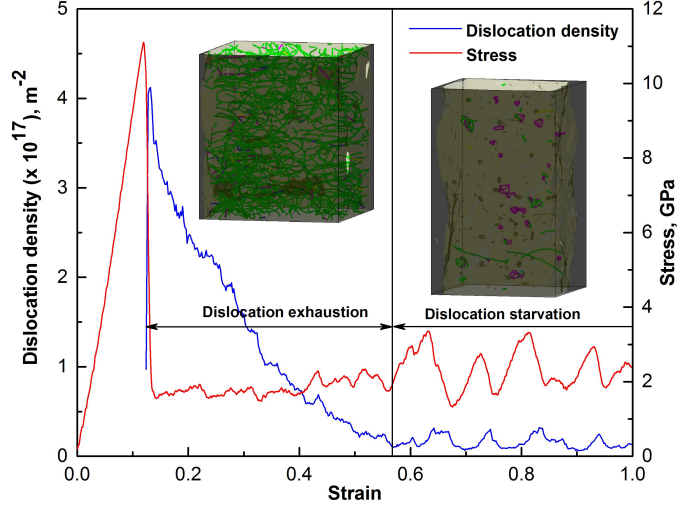 Dislocation density
Stress
Dislocation exhaustion
Dislocation starvation
Dislocation density (x 10^17), m^-2
5
4
3
2
1
0
12
10
8
6
4
2
0
Stress, GPa
0.0
0.2
0.4
0.6
0.8
1.0
Strain